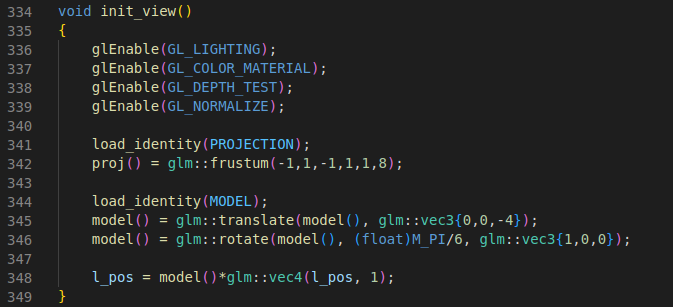 334 void init_view()
335 {
336     glEnable(GL_LIGHTING);
337     glEnable(GL_COLOR_MATERIAL);
338     glEnable(GL_DEPTH_TEST);
339     glEnable(GL_NORMALIZE);
340
341     load_identity(PROJECTION);
342     proj() = glm::frustum(-1,1,-1,1,1,8);
343
344     load_identity(MODEL);
345     model() = glm::translate(model(), glm::vec3{0,0,-4});
346     model() = glm::rotate(model(), (float)M_PI/6, glm::vec3{1,0,0});
347
348     l_pos = model()*glm::vec4(l_pos, 1);
349 }